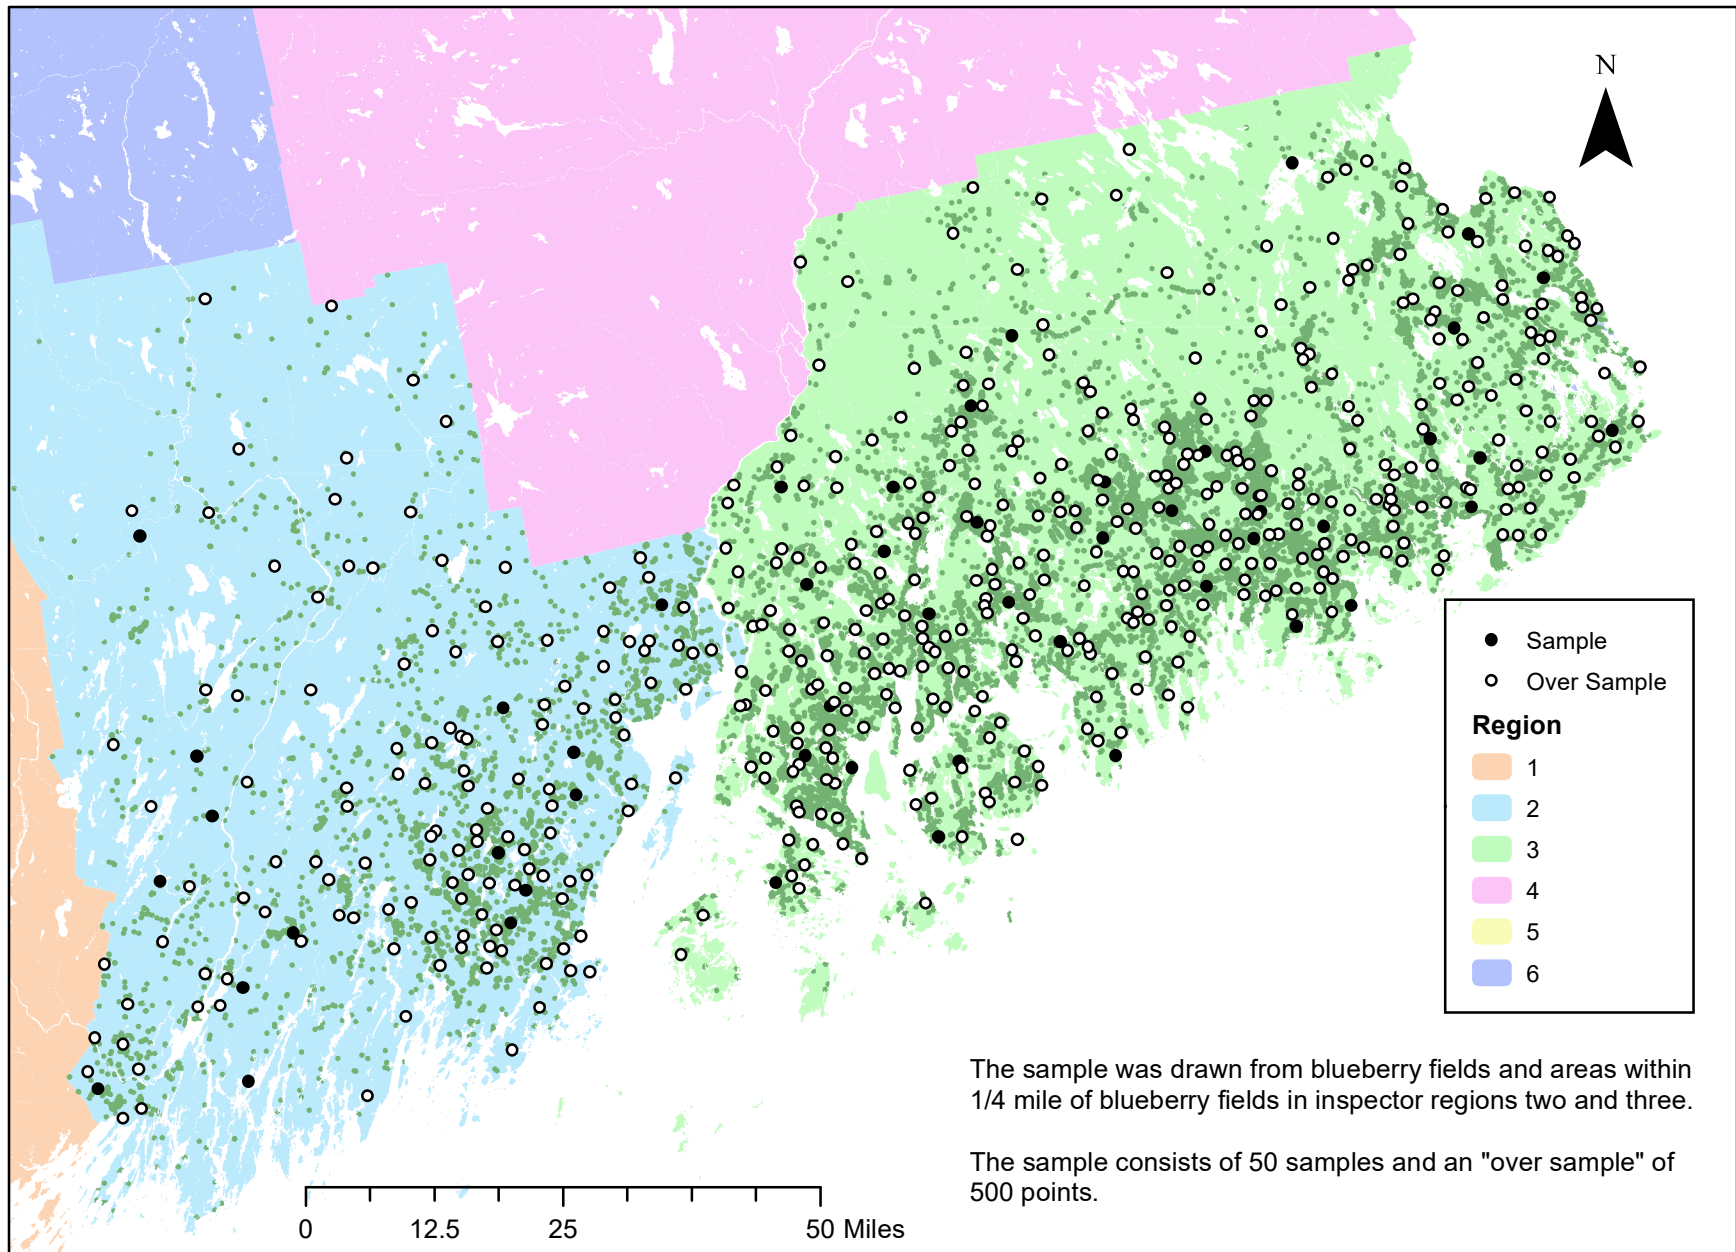 N
Sample
Over Sample
Region
1
2
3
4
5
6
The sample was drawn from blueberry fields and areas within
1/4 mile of blueberry fields in inspector regions two and three.
The sample consists of 50 samples and an "over sample" of
500 points.
0 12.5 25 50 Miles